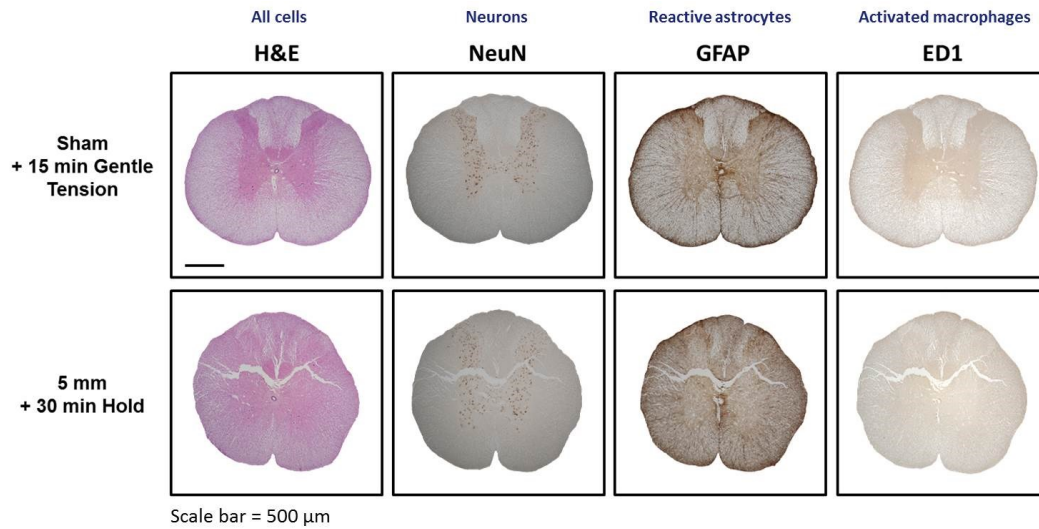 All cells
Neurons
Reactive astrocytes
Activated macrophages
H&E
NeuN
GFAP
ED1
Sham
+ 15 min Gentle
Tension
5 mm
+ 30 min Hold
Scale bar = 500 µm